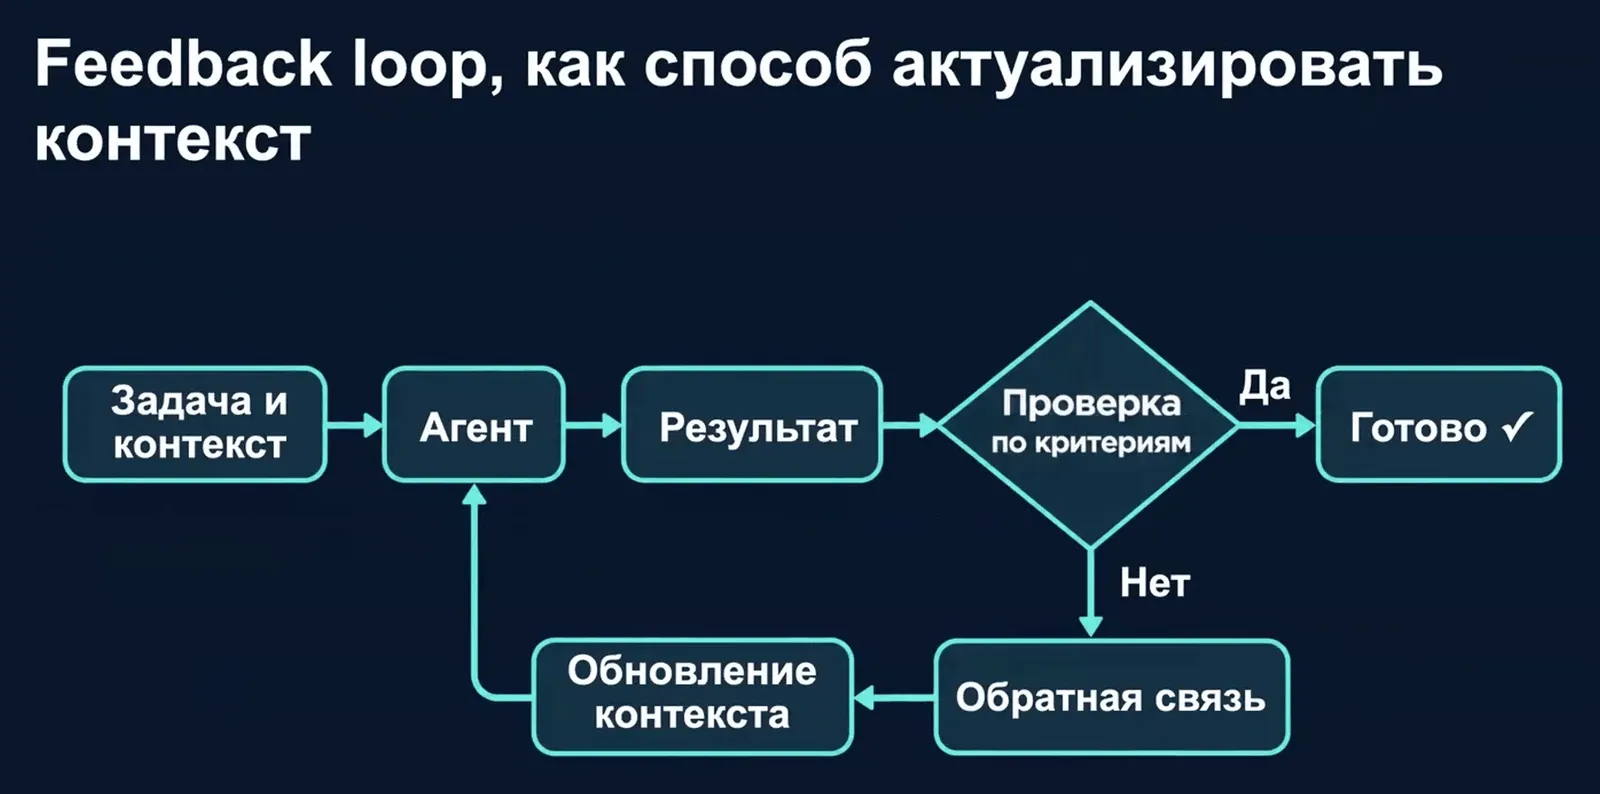 Feedback loop, как способ актуализировать
контекст
Задача и
контекст
Агент
Результат
Проверка
по критериям
Да
Готово ✓
Нет
Обновление
контекста
Обратная связь